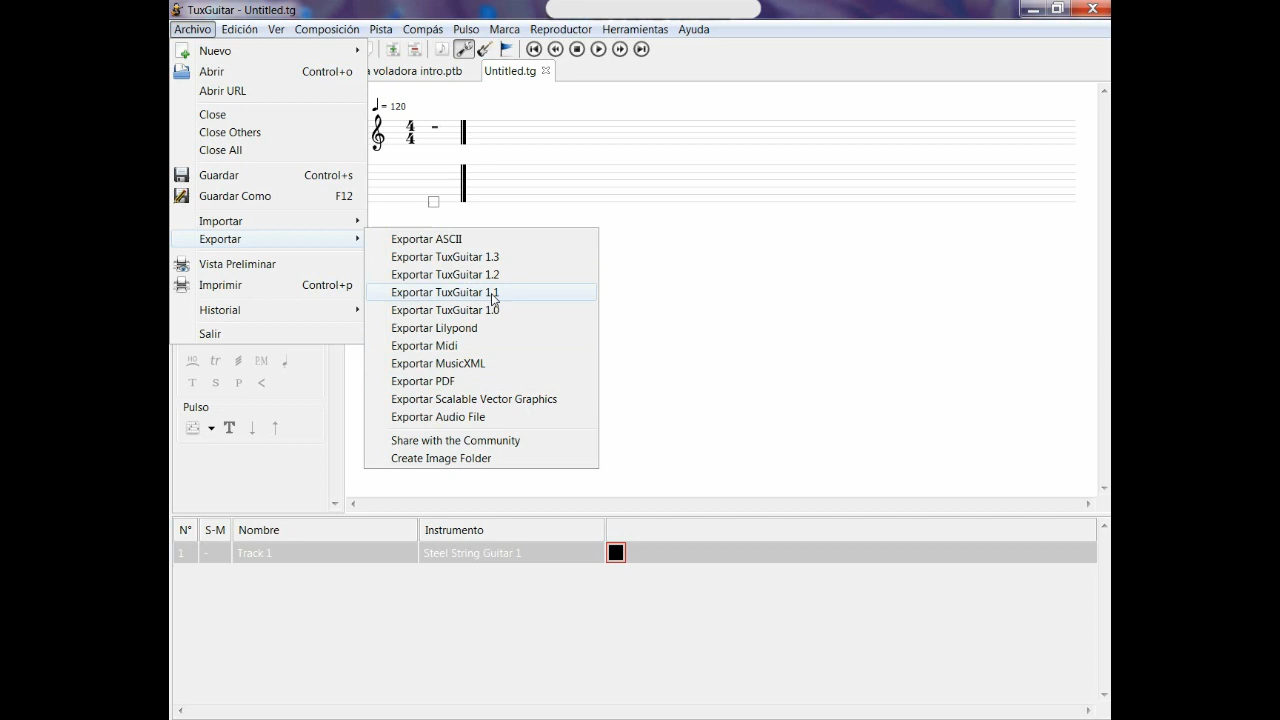 TuxGuitar - Untitled.tg
Archivo Edición Ver Composición Pista Compás Pulso Marca Reproductor Herramientas Ayuda
Nuevo
Abrir Control+o
Abrir URL
Close
Close Others
Close All
Guardar Control+s
Guardar Como F12
Importar
Exportar
Vista Preliminar
Imprimir Control+p
Historial
Salir
a voladora intro.ptb Untitled.tg
= 120
4
4
Exportar ASCII
Exportar TuxGuitar 1.3
Exportar TuxGuitar 1.2
Exportar TuxGuitar 1.1
Exportar TuxGuitar 1.0
Exportar Lilypond
Exportar Midi
Exportar MusicXML
Exportar PDF
Exportar Scalable Vector Graphics
Exportar Audio File
Share with the Community
Create Image Folder
HO tr P.M
T S P <
Pulso
T
N° S-M Nombre Instrumento
1 - Track 1 Steel String Guitar 1